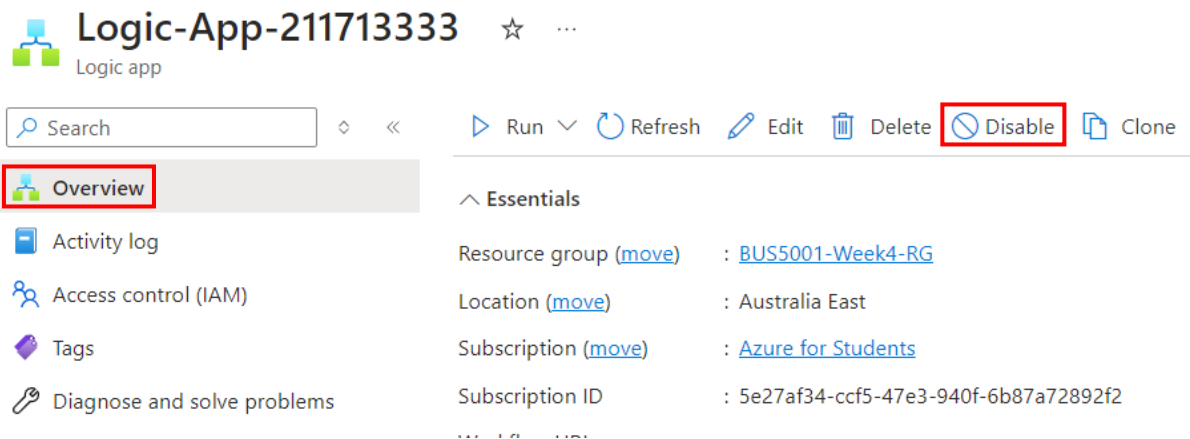 Logic-App-211713333
Logic app
Search
Run Refresh Edit Delete Disable Clone
Overview
Activity log
Access control (IAM)
Tags
Diagnose and solve problems
Essentials
Resource group (move) : BUS5001-Week4-RG
Location (move) : Australia East
Subscription (move) : Azure for Students
Subscription ID : 5e27af34-ccf5-47e3-940f-6b87a72892f2